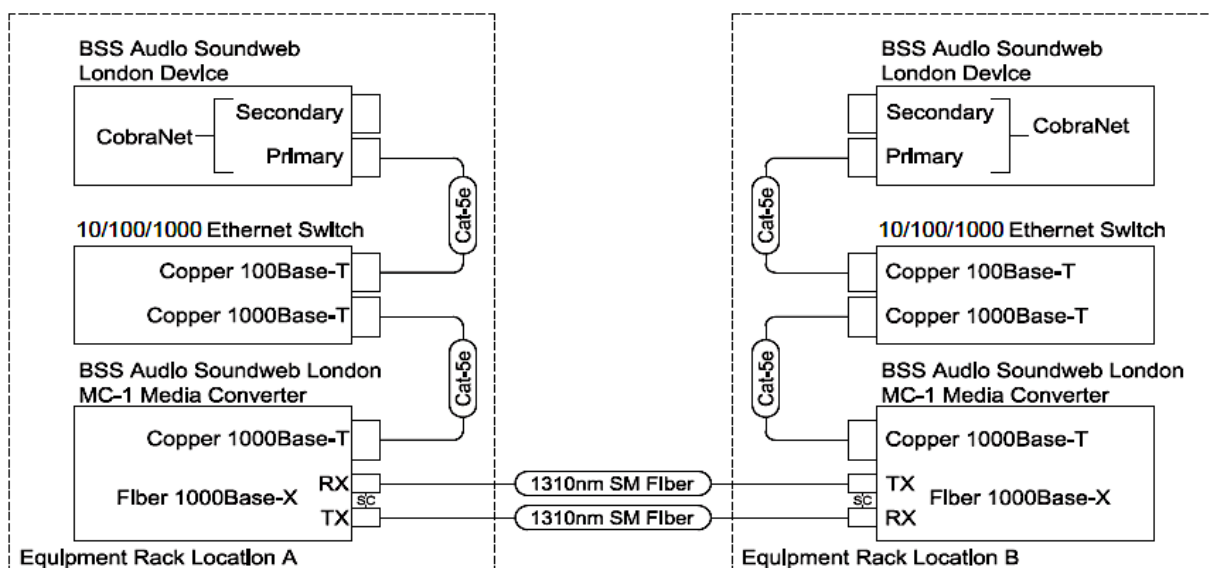 BSS Audio Soundweb
London Device
Secondary
CobraNet
Primary
Cat-5e
10/100/1000 Ethernet Switch
Copper 100Base-T
Copper 1000Base-T
Cat-5e
BSS Audio Soundweb London
MC-1 Media Converter
Copper 1000Base-T
RX
Fiber 1000Base-X
SC
TX
Equipment Rack Location A
1310nm SM Fiber
1310nm SM Fiber
BSS Audio Soundweb
London Device
Secondary
CobraNet
Primary
Cat-5e
10/100/1000 Ethernet Switch
Copper 100Base-T
Copper 1000Base-T
Cat-5e
BSS Audio Soundweb London
MC-1 Media Converter
Copper 1000Base-T
TX
SC
Fiber 1000Base-X
RX
Equipment Rack Location B